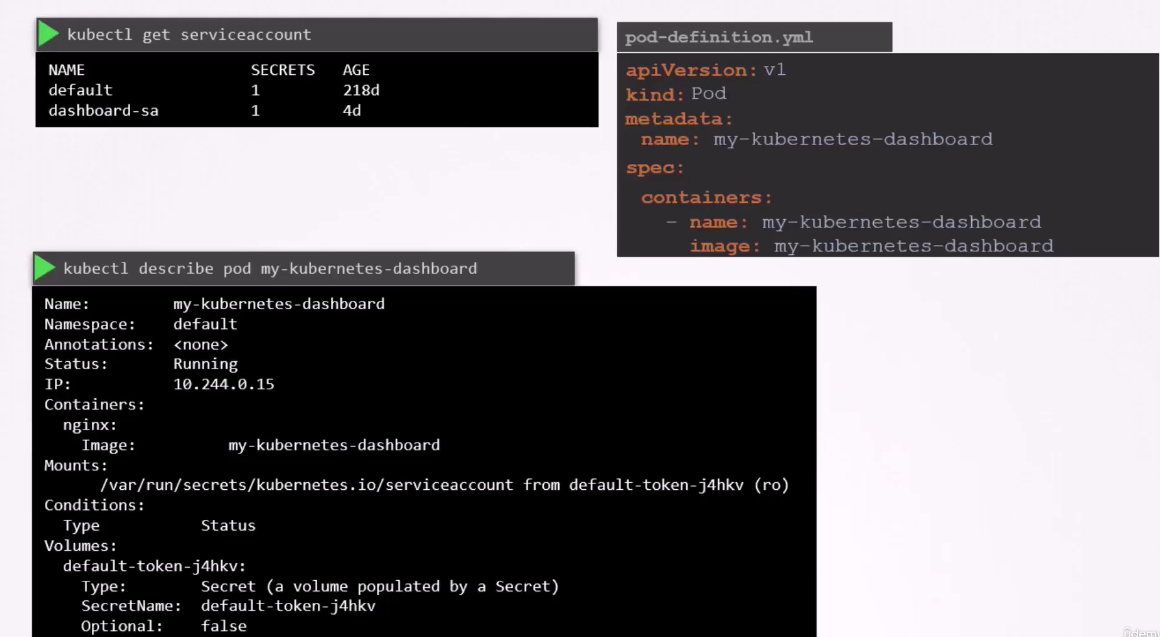 kubectl get serviceaccount
NAME SECRETS AGE
default 1 218d
dashboard-sa 1 4d
pod-definition.yml
apiVersion: v1
kind: Pod
metadata:
name: my-kubernetes-dashboard
spec:
containers:
- name: my-kubernetes-dashboard
image: my-kubernetes-dashboard
kubectl describe pod my-kubernetes-dashboard
Name: my-kubernetes-dashboard
Namespace: default
Annotations: <none>
Status: Running
IP: 10.244.0.15
Containers:
nginx:
Image: my-kubernetes-dashboard
Mounts:
/var/run/secrets/kubernetes.io/serviceaccount from default-token-j4hkv (ro)
Conditions:
Type Status
Volumes:
default-token-j4hkv:
Type: Secret (a volume populated by a Secret)
SecretName: default-token-j4hkv
Optional: false
ûdemy